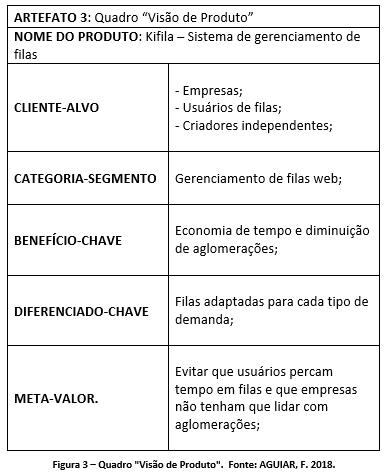 ARTEFATO 3: Quadro “Visão de Produto”
NOME DO PRODUTO: Kifila – Sistema de gerenciamento de
filas
CLIENTE-ALVO
- Empresas;
- Usuários de filas;
- Criadores independentes;
CATEGORIA-SEGMENTO
Gerenciamento de filas web;
BENEFÍCIO-CHAVE
Economia de tempo e diminuição
de aglomerações;
DIFERENCIADO-CHAVE
Filas adaptadas para cada tipo de
demanda;
META-VALOR.
Evitar que usuários percam
tempo em filas e que empresas
não tenham que lidar com
aglomerações;
Figura 3 – Quadro "Visão de Produto". Fonte: AGUIAR, F. 2018.